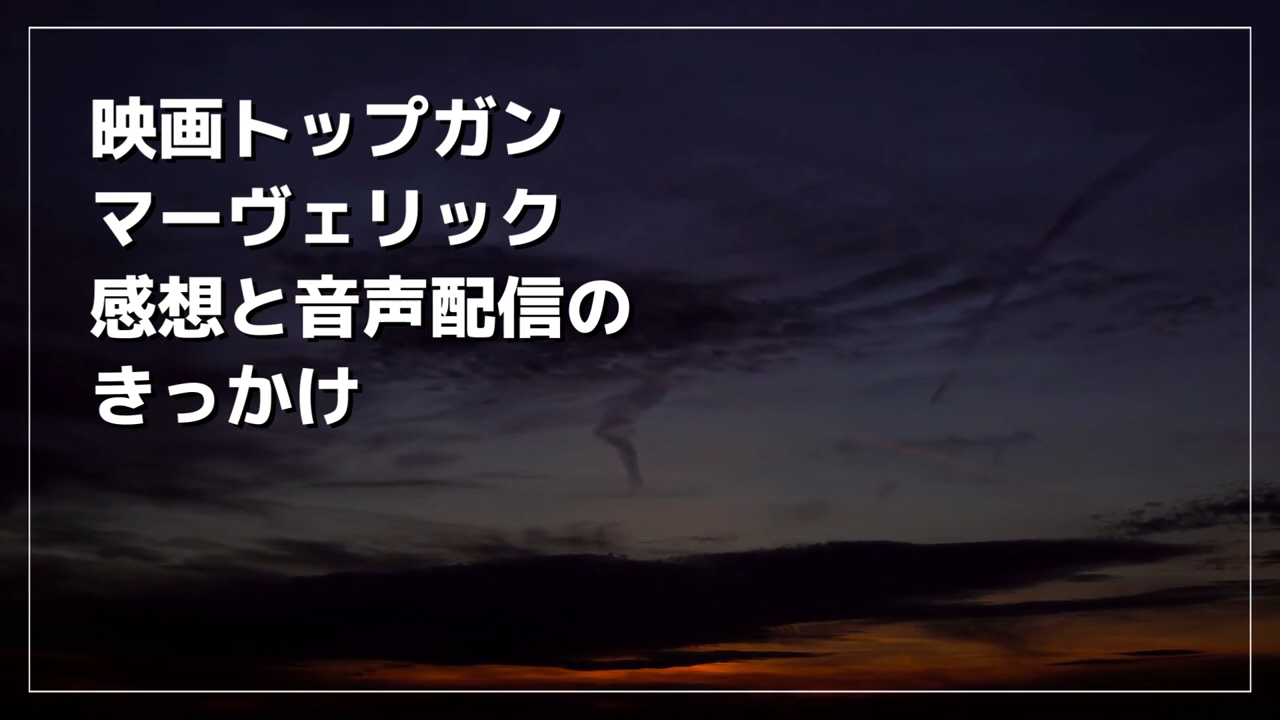 映画トップガン
マーヴェリック
感想と音声配信の
きっかけ